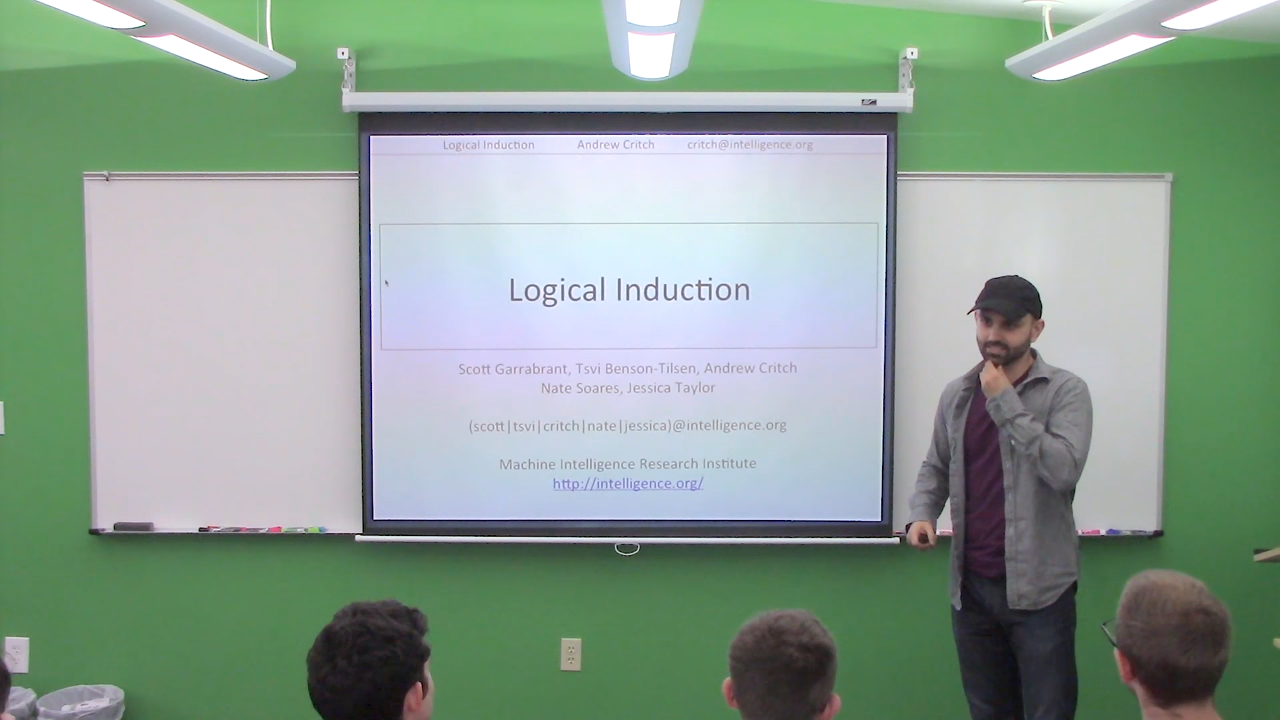 Logical Induction Andrew Critch critch@intelligence.org
Logical Induction
Scott Garrabrant, Tsvi Benson-Tilsen, Andrew Critch
Nate Soares, Jessica Taylor
(scott|tsvi|critch|nate|jessica)@intelligence.org
Machine Intelligence Research Institute
http://intelligence.org/